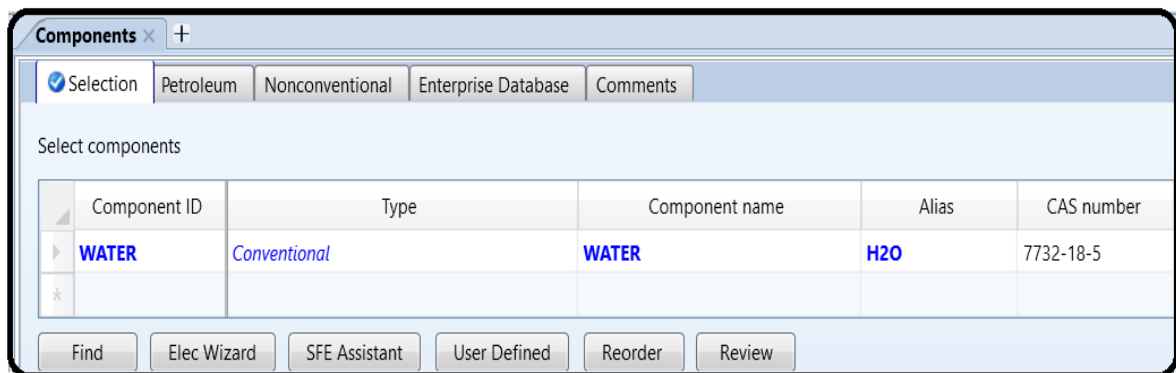 Components × +
Selection Petroleum Nonconventional Enterprise Database Comments
Select components
Component ID Type Component name Alias CAS number
WATER Conventional WATER H2O 7732-18-5
*
Find Elec Wizard SFE Assistant User Defined Reorder Review